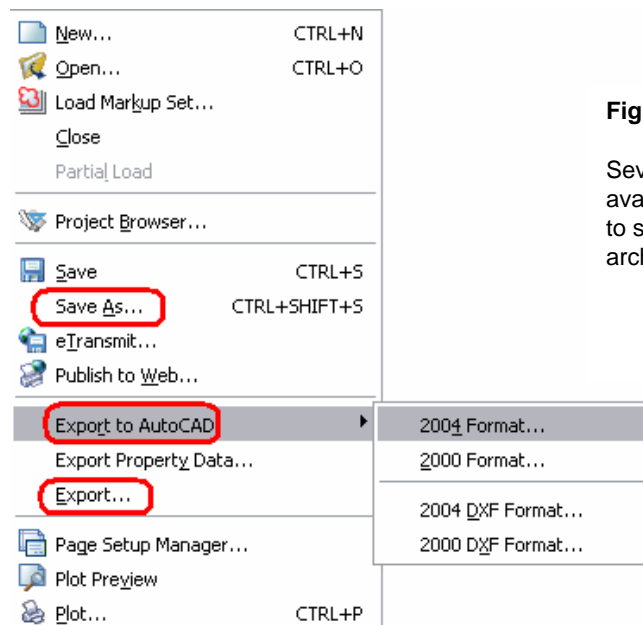 New... CTRL+N
Open... CTRL+O
Load Markup Set...
Close
Partial Load
Project Browser...
Save CTRL+S
Save As... CTRL+SHIFT+S
eTransmit...
Publish to Web...
Export to AutoCAD
Export Property Data...
Export...
Page Setup Manager...
Plot Preview
Plot... CTRL+P
2004 Format...
2000 Format...
2004 DXF Format...
2000 DXF Format...
Fig
to s